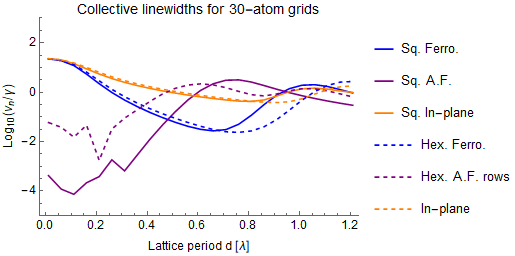 Collective linewidths for 30-atom grids
Log10(νn/γ)
2
0
-2
-4
0.0 0.2 0.4 0.6 0.8 1.0 1.2
Lattice period d [λ]
Sq. Ferro.
Sq. A.F.
Sq. In-plane
Hex. Ferro.
Hex. A.F. rows
In-plane